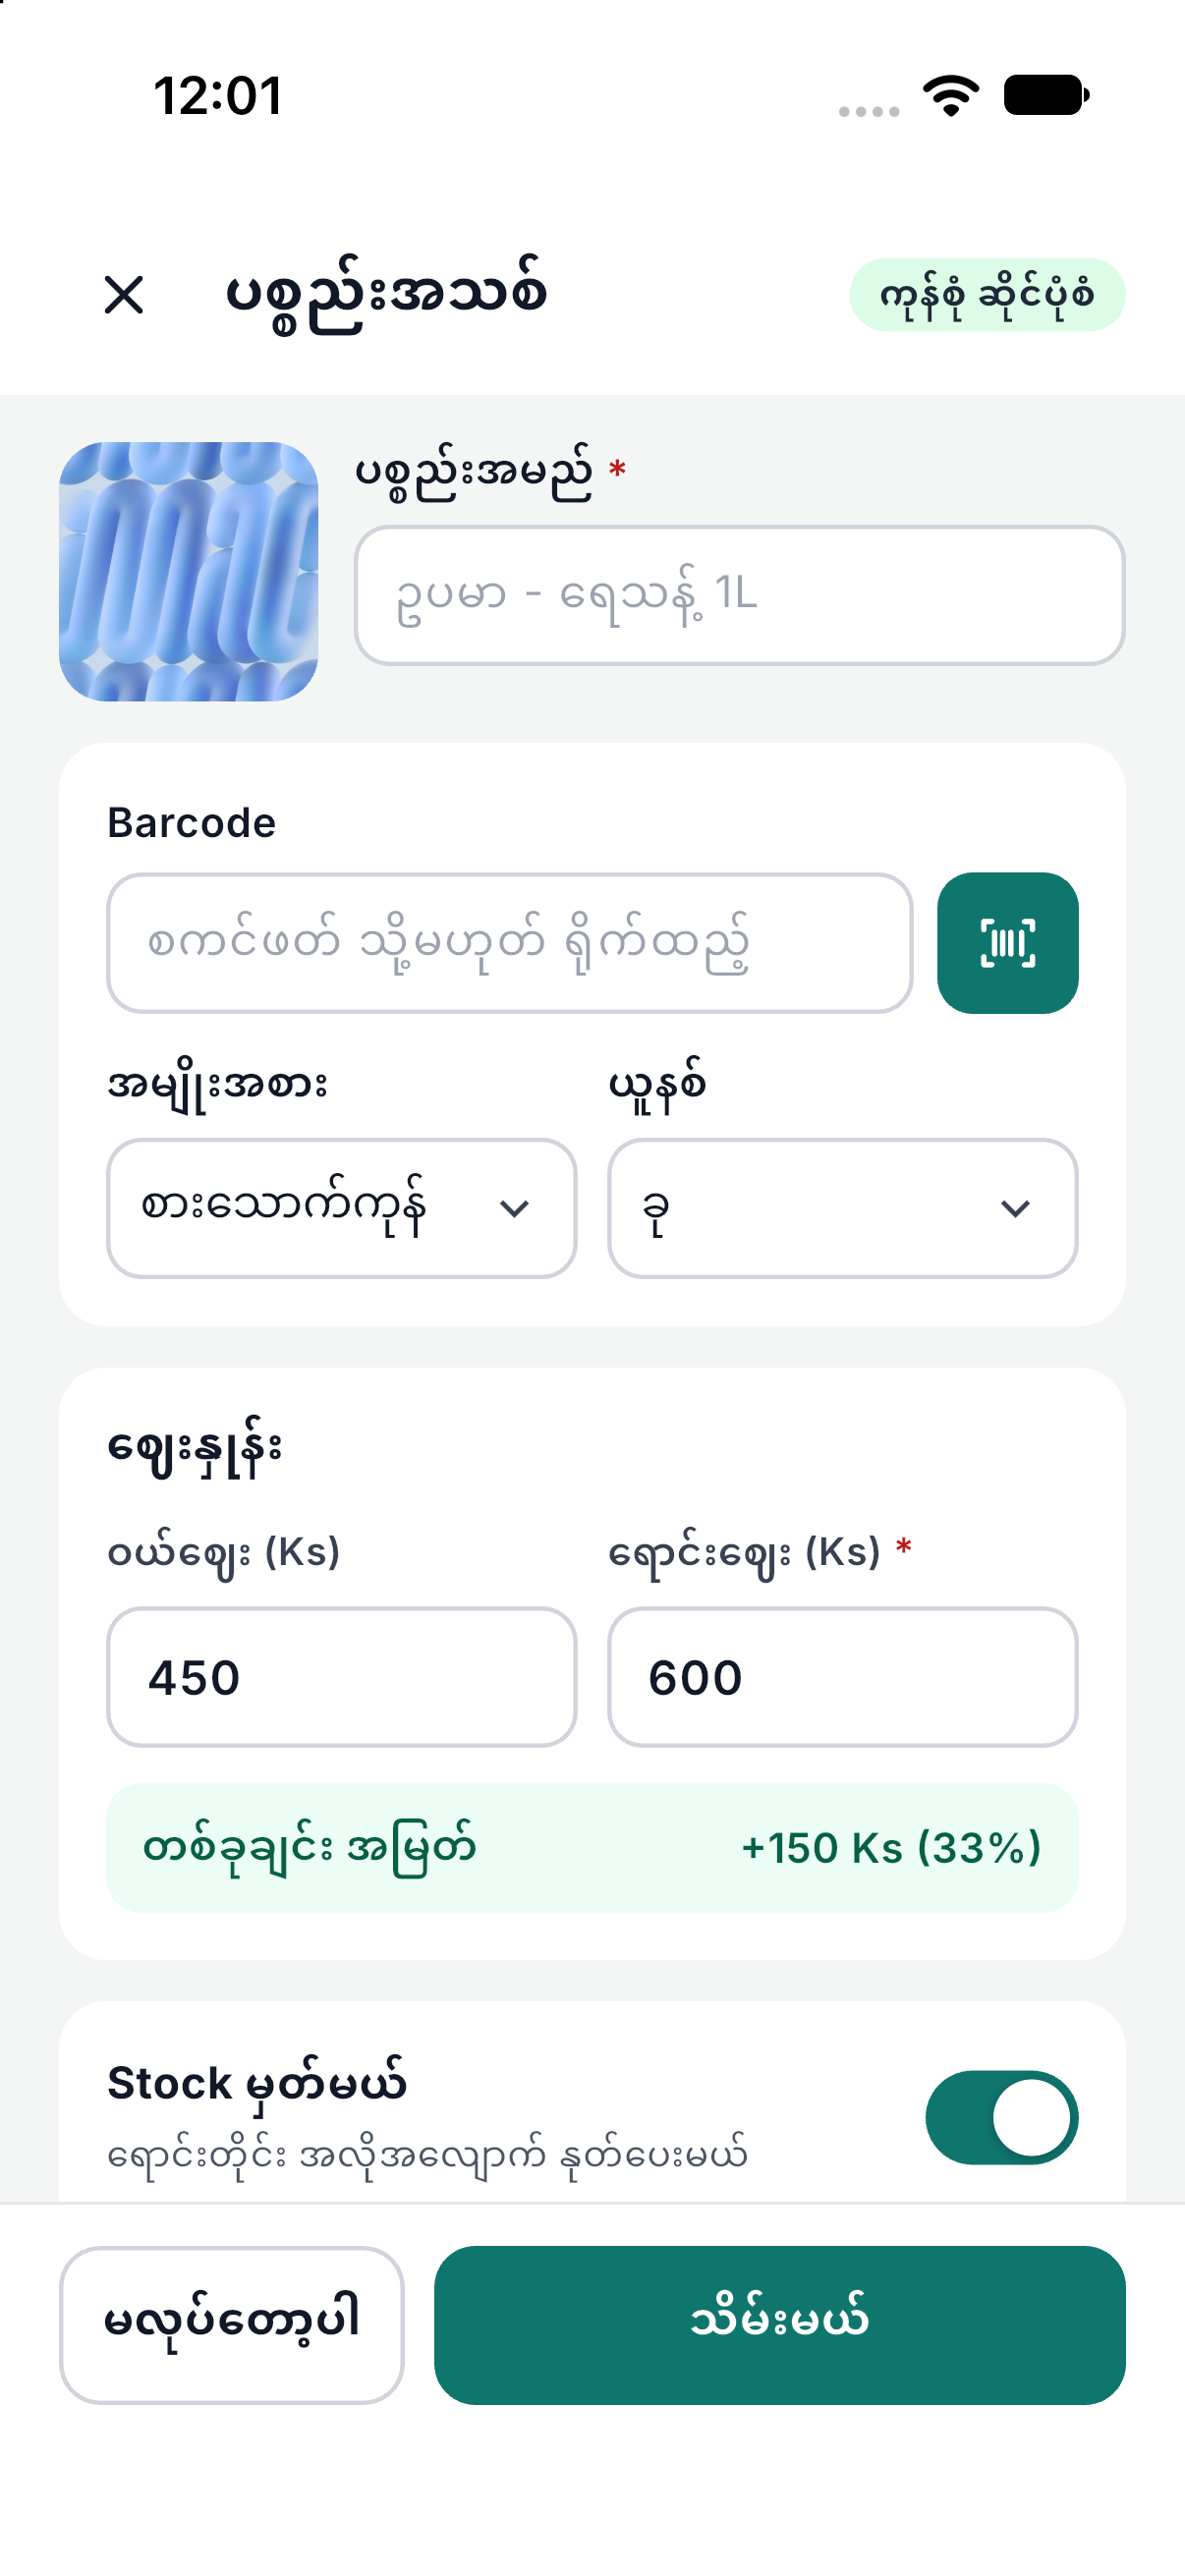 12:01
ပစ္စည်းအသစ်
ကုန်စုံ ဆိုင်ပုံစံ
ပစ္စည်းအမည် *
ဥပမာ - ရေသန့် 1L
Barcode
စကင်ဖတ် သို့မဟုတ် ရိုက်ထည့်
အမျိုးအစား
ယူနစ်
စားသောက်ကုန်
ခု
ဈေးနှုန်း
ဝယ်ဈေး (Ks)
ရောင်းဈေး (Ks) *
450
600
တစ်ခုချင်း အမြတ်
+150 Ks (33%)
Stock မှတ်မယ်
ရောင်းတိုင်း အလိုအလျောက် နုတ်ပေးမယ်
မလုပ်တော့ပါ
သိမ်းမယ်